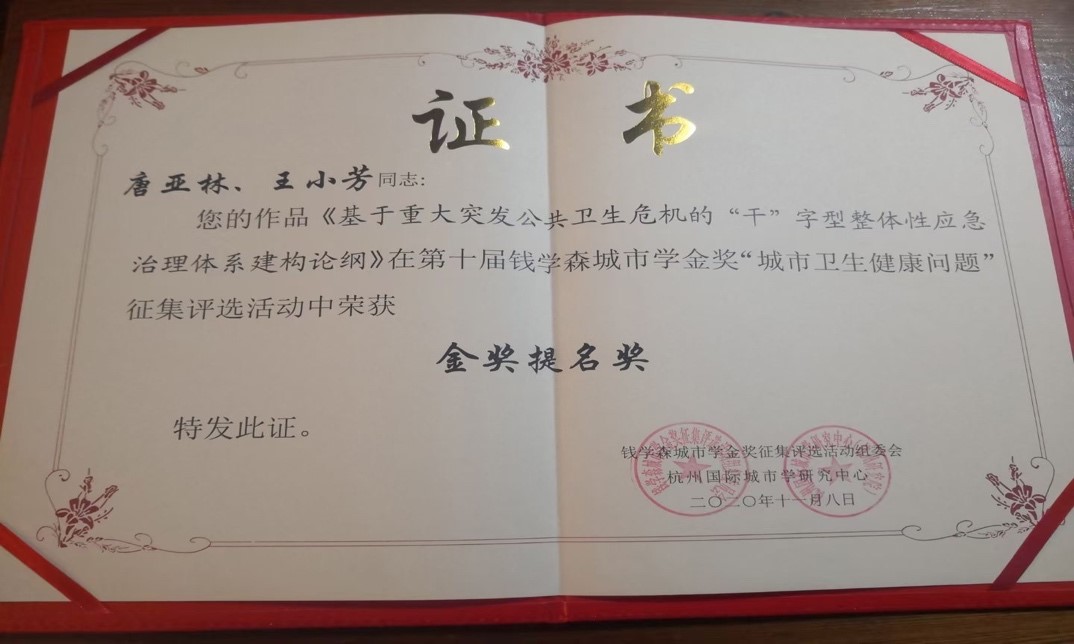 证书
唐亚林、王小芳同志:
您的作品《基于重大突发公共卫生危机的“干”字型整体性应急
治理体系建构论纲》在第十届钱学森城市学金奖“城市卫生健康问题”
征集评选活动中荣获
金奖提名奖
特发此证。
钱学森城市学金奖征集评选活动组委会
杭州国际城市学研究中心
二〇二〇年十一月八日